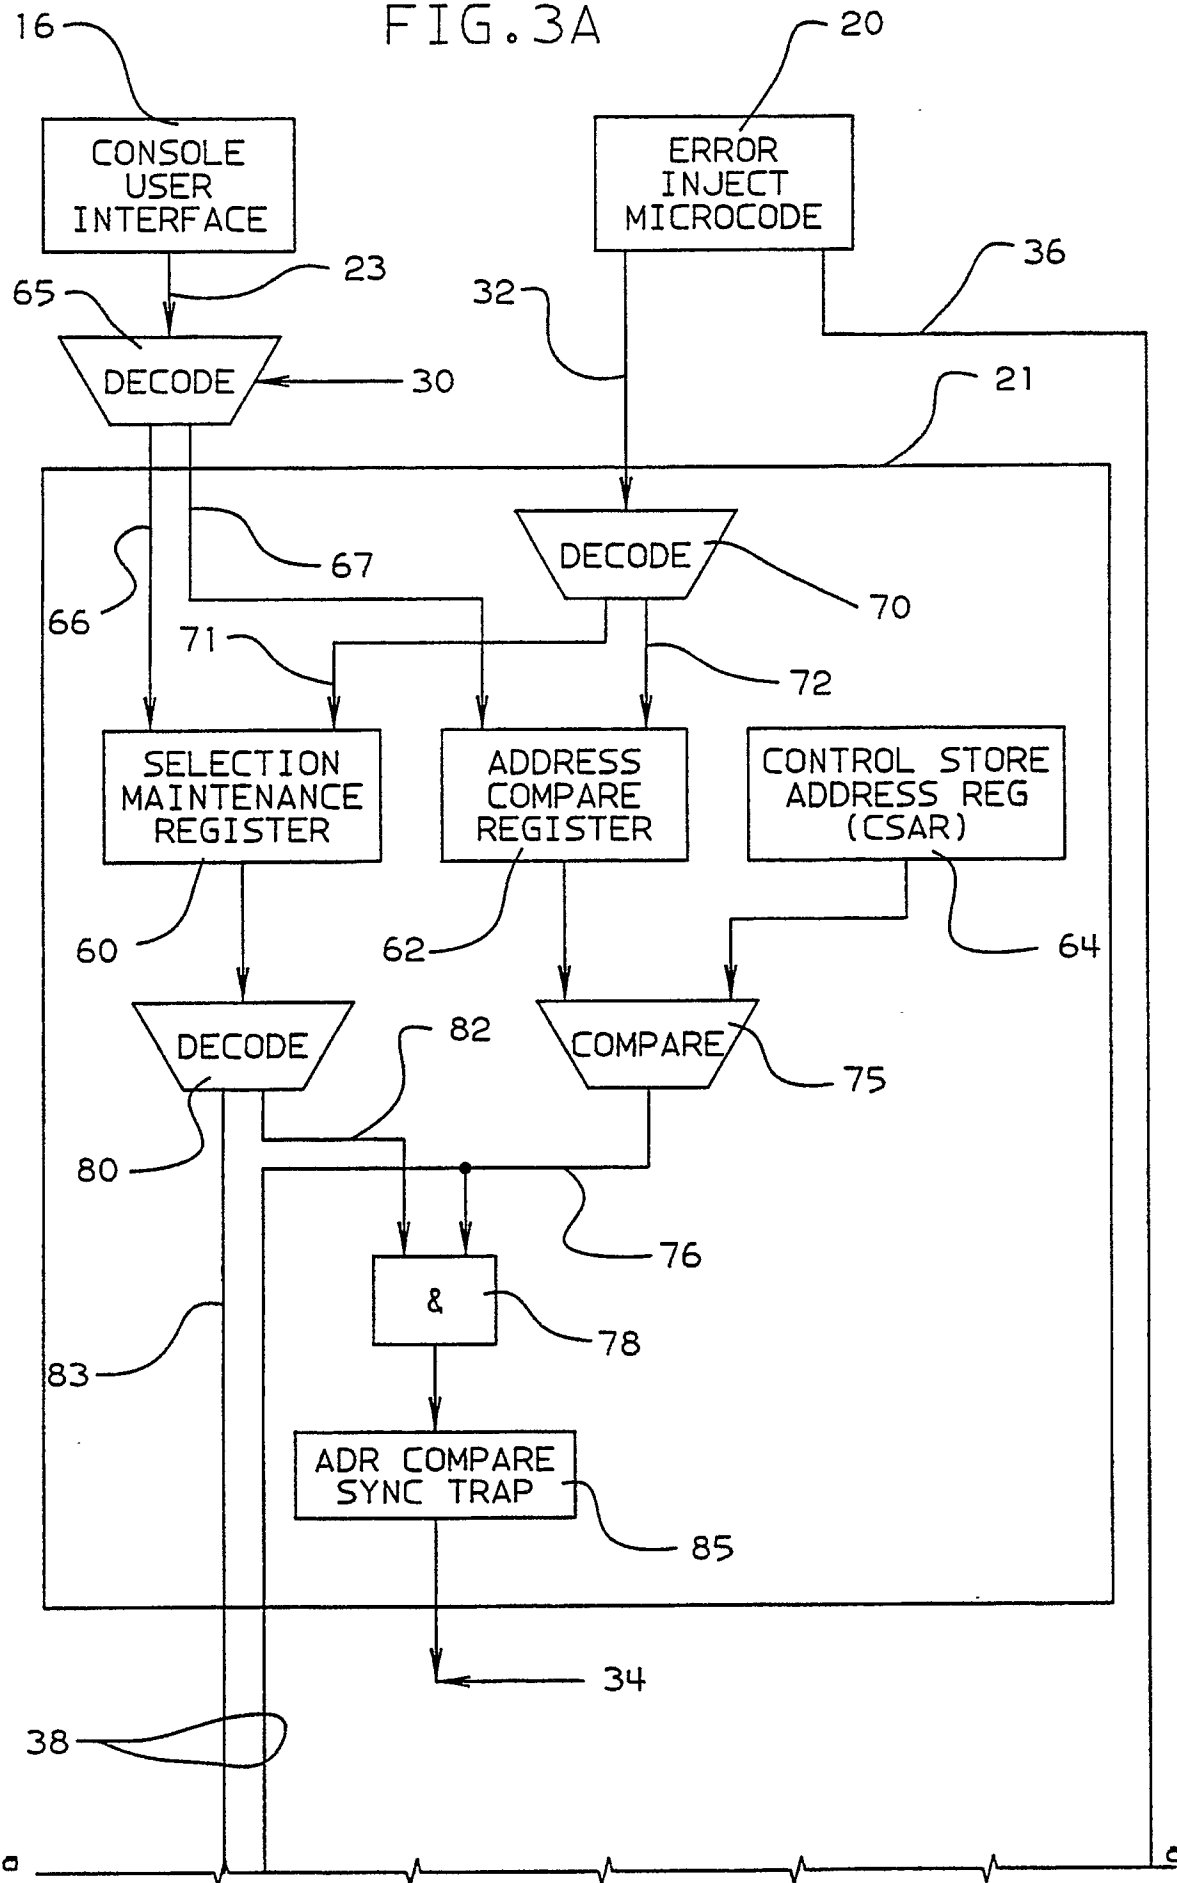 FIG.3A
16
20
CONSOLE
USER
INTERFACE
ERROR
INJECT
MICROCODE
23
36
65
32
DECODE
30
21
DECODE
67
70
66
71
72
SELECTION
MAINTENANCE
REGISTER
ADDRESS
COMPARE
REGISTER
CONTROL STORE
ADDRESS REG
(CSAR)
60
62
64
DECODE
82
COMPARE
75
80
76
&
78
83
ADR COMPARE
SYNC TRAP
85
34
38
a
a